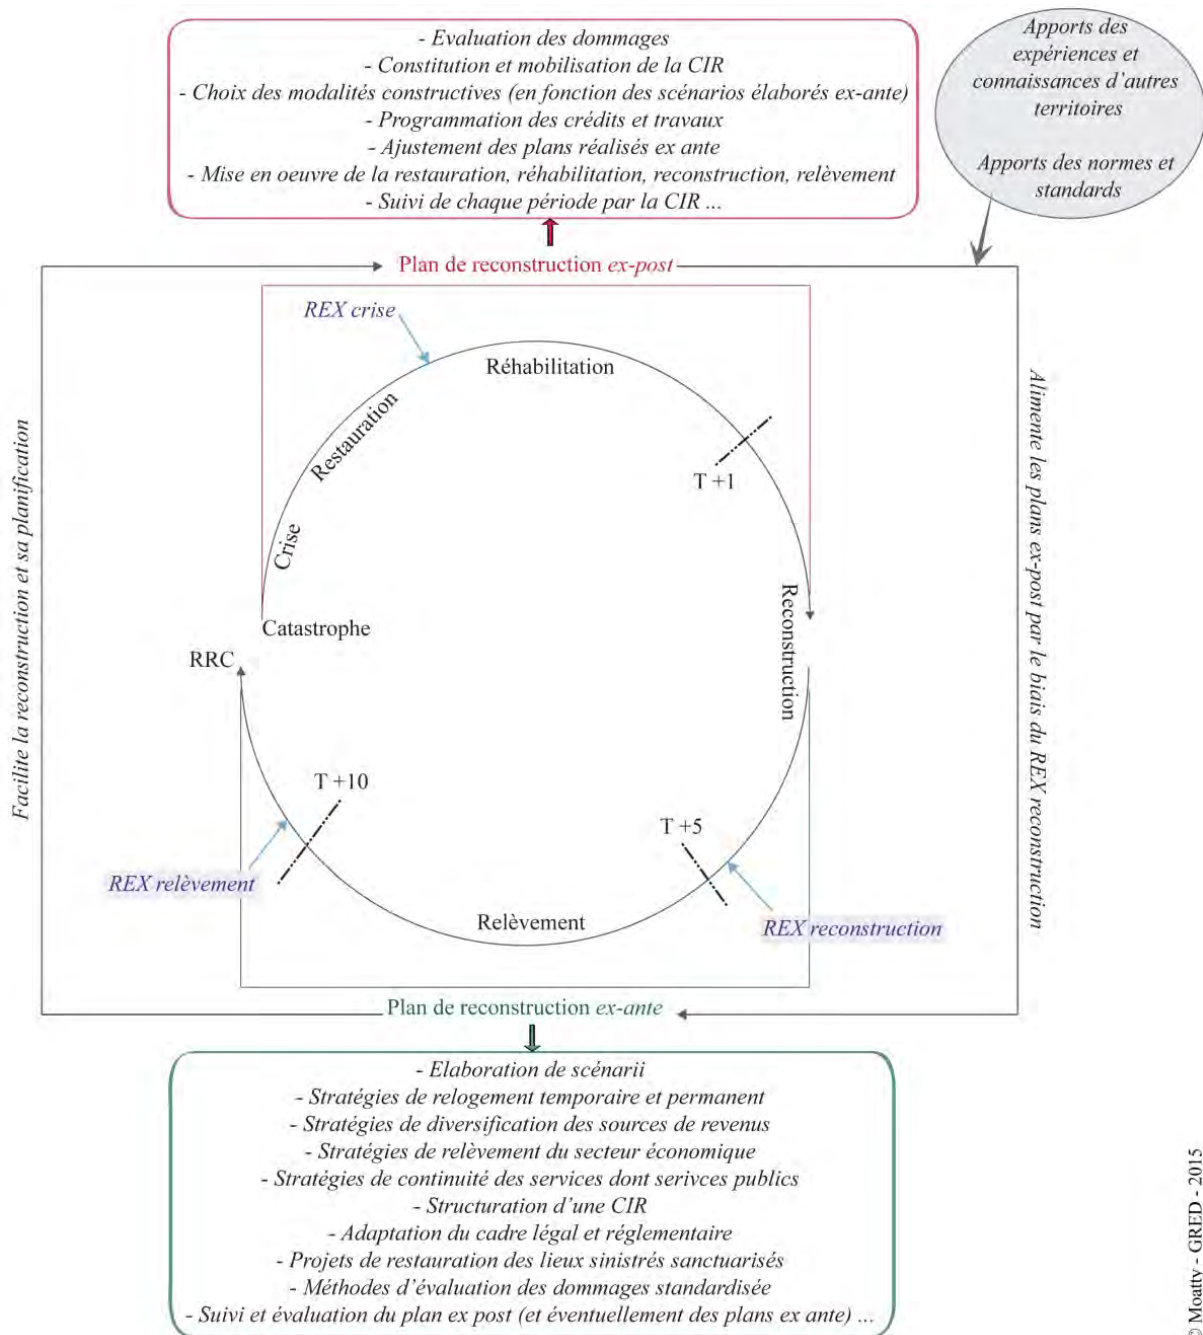 - Evaluation des dommages
- Constitution et mobilisation de la CIR
- Choix des modalités constructives (en fonction des scénarios élaborés ex-ante)
- Programmation des crédits et travaux
- Ajustement des plans réalisés ex ante
- Mise en oeuvre de la restauration, réhabilitation, reconstruction, relèvement
- Suivi de chaque période par la CIR ...
Apports des
expériences et
connaissances d'autres
territoires
Apports des normes et
standards
Plan de reconstruction ex-post
REX crise
Réhabilitation
Restauration
Crise
T +1
Catastrophe
Reconstruction
RRC
T +10
T +5
REX relèvement
Relèvement
REX reconstruction
Facilite la reconstruction et sa planification
Alimente les plans ex-post par le biais du REX reconstruction
Plan de reconstruction ex-ante
- Elaboration de scénarii
- Stratégies de relogement temporaire et permanent
- Stratégies de diversification des sources de revenus
- Stratégies de relèvement du secteur économique
- Stratégies de continuité des services dont serivces publics
- Structuration d'une CIR
- Adaptation du cadre légal et réglementaire
- Projets de restauration des lieux sinistrés sanctuarisés
- Méthodes d'évaluation des dommages standardisée
- Suivi et évaluation du plan ex post (et éventuellement des plans ex ante) ...
© Moatty - GRED - 2015